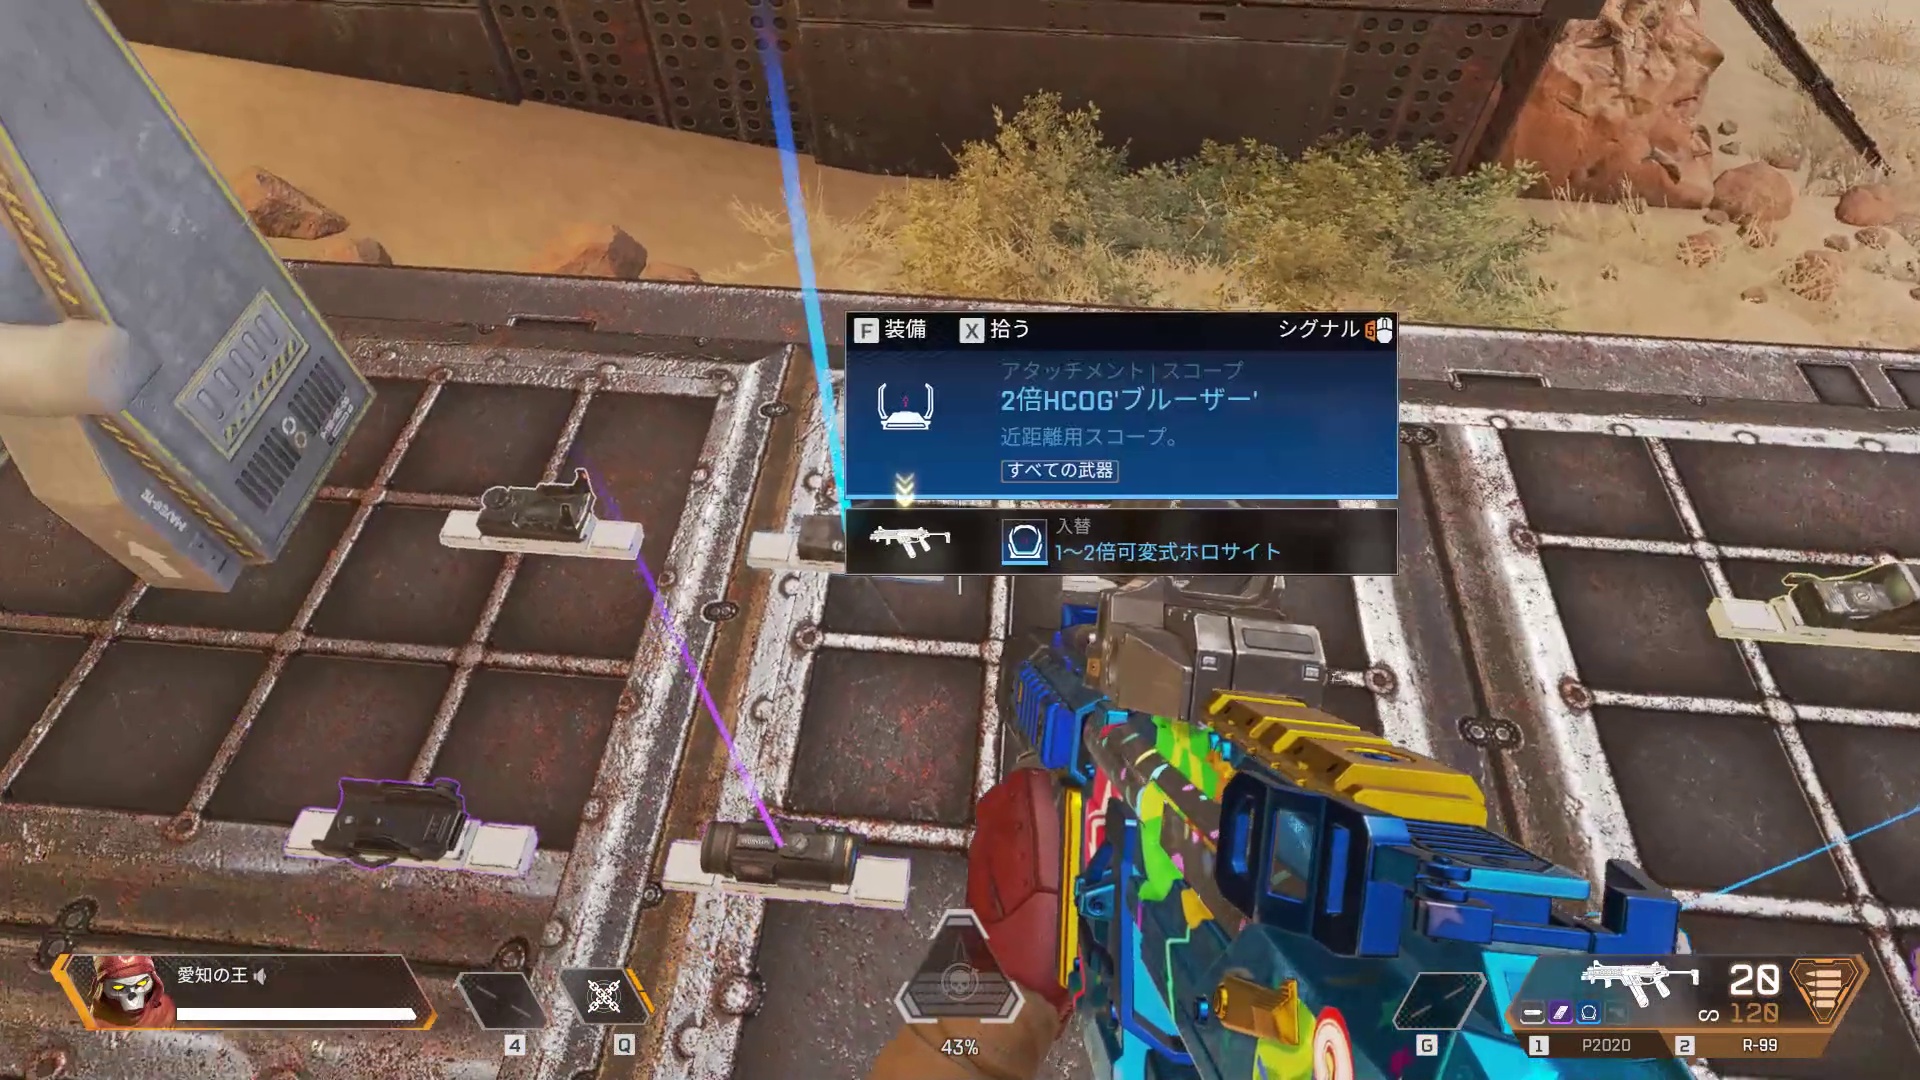 F 装備
X 拾う
シグナル 5
アタッチメント | スコープ
2倍HCOG'ブルーザー'
近距離用スコープ。
すべての武器
入替
1～2倍可変式ホロサイト
愛知の王
4
Q
43%
G
20
∞ 120
1 P2020
2 R-99